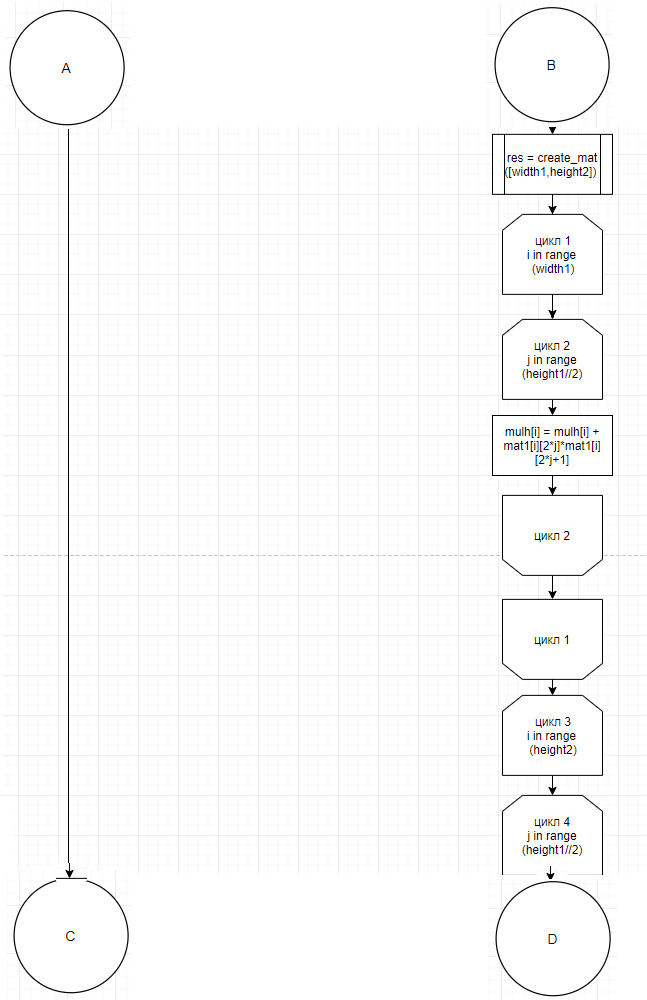 A
B
res = create_mat
([width1,height2])
цикл 1
i in range
(width1)
цикл 2
j in range
(height1//2)
mulh[i] = mulh[i] +
mat1[i][2*j]*mat1[i]
[2*j+1]
цикл 2
цикл 1
цикл 3
i in range
(height2)
цикл 4
j in range
(height1//2)
C
D